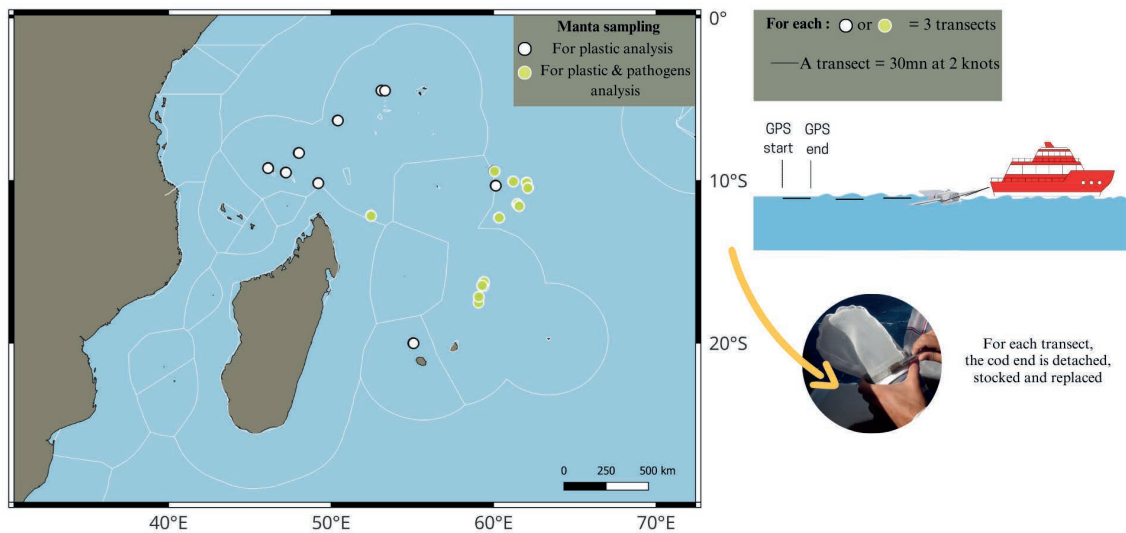 Manta sampling
For plastic analysis
For plastic & pathogens
analysis
0°
10°S
20°S
40°E
50°E
60°E
70°E
0
250
500 km
For each : or = 3 transects
A transect = 30mn at 2 knots
GPS
start
GPS
end
For each transect,
the cod end is detached,
stocked and replaced